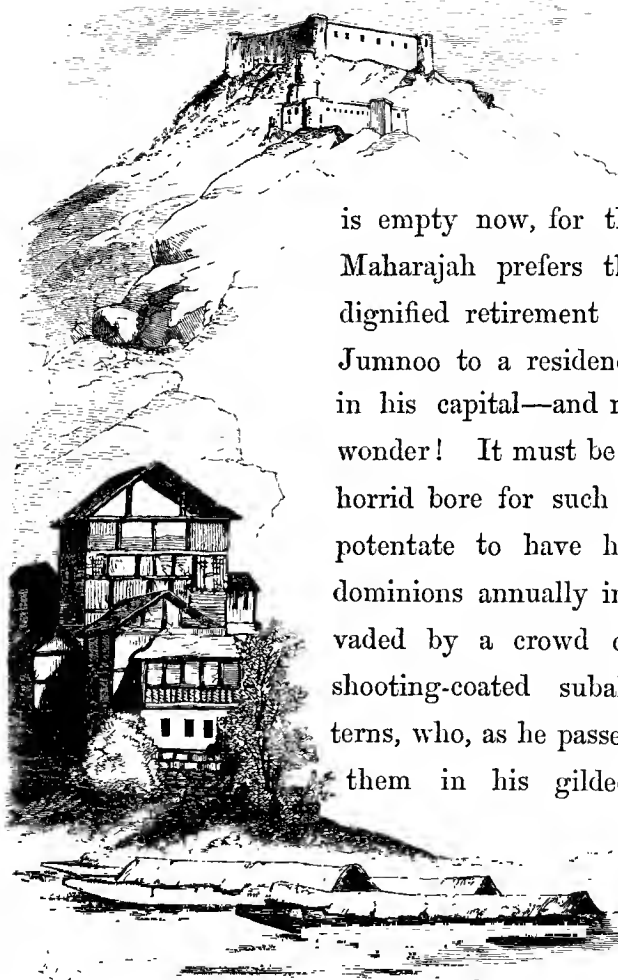 is empty now, for th
Maharajah prefers th
dignified retirement
Jumnoo to a residenc
in his capital—and n
wonder! It must be
horrid bore for such
potentate to have h
dominions annually in
vaded by a crowd o
shooting-coated subal
terns, who, as he passe
them in his gilde